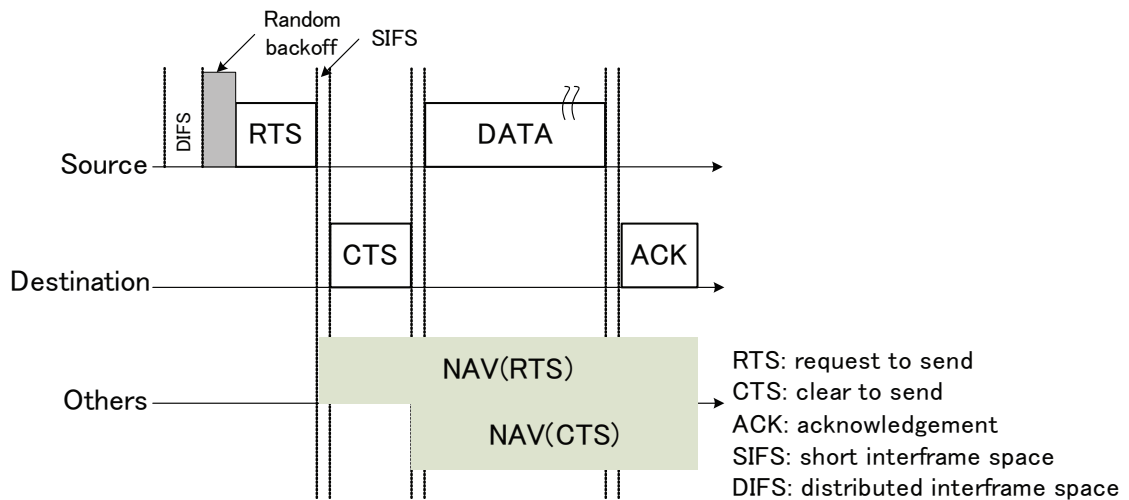 Random
backoff
SIFS
DIFS
RTS
DATA
Source
CTS
ACK
Destination
NAV(RTS)
Others
NAV(CTS)
RTS: request to send
CTS: clear to send
ACK: acknowledgement
SIFS: short interframe space
DIFS: distributed interframe space